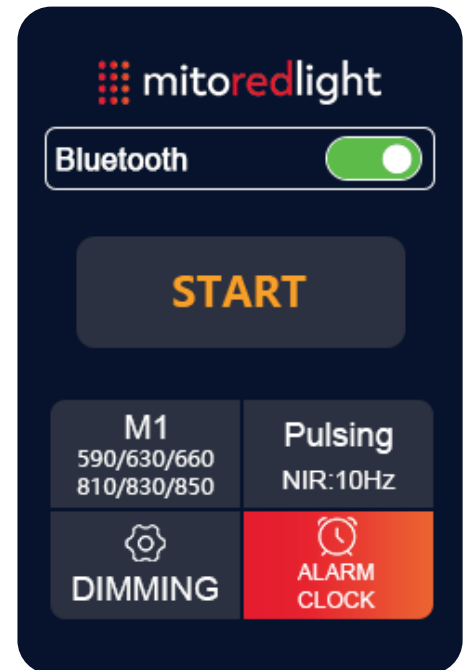 mitoredlight
Bluetooth
START
M1
590/630/660
810/830/850
Pulsing
NIR:10Hz
DIMMING
ALARM
CLOCK